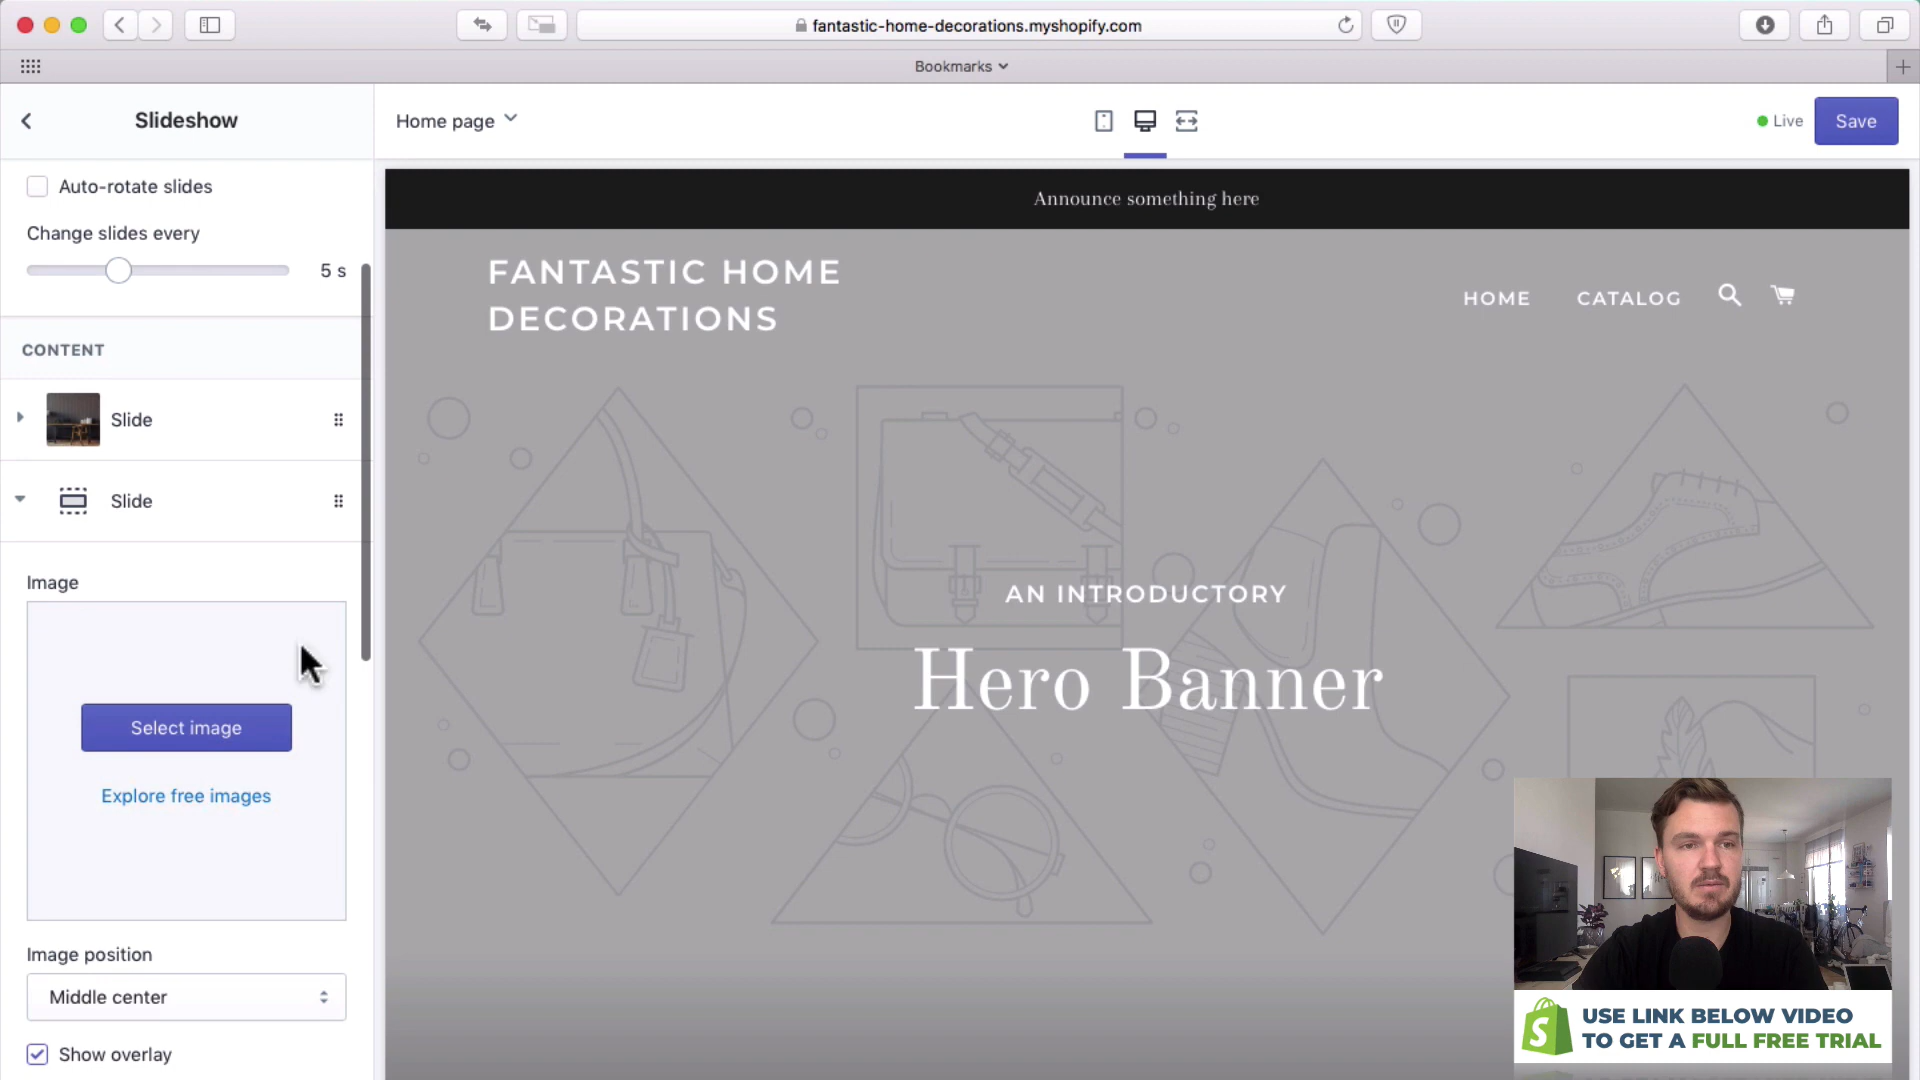 fantastic-home-decorations.myshopify.com
Bookmarks
Slideshow
Home page
Live
Save
Auto-rotate slides
Change slides every
5 s
CONTENT
Slide
Slide
Image
Select image
Explore free images
Image position
Middle center
Show overlay
Announce something here
FANTASTIC HOME
DECORATIONS
HOME
CATALOG
AN INTRODUCTORY
Hero Banner
USE LINK BELOW VIDEO
TO GET A FULL FREE TRIAL